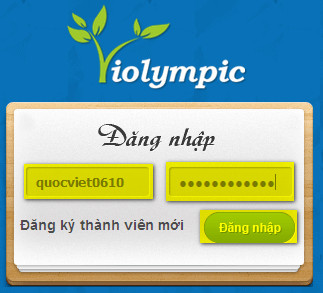 Violympic
Đăng nhập
quocviet0610 ●●●●●●●●●●●●
Đăng ký thành viên mới Đăng nhập